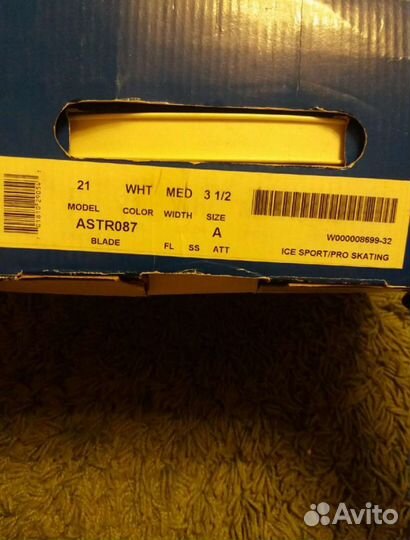 21 WHT MED 3 1/2
MODEL COLOR WIDTH SIZE
ASTR087 A
BLADE FL SS ATT
W000008699-32
ICE SPORT/PRO SKATING
Avito